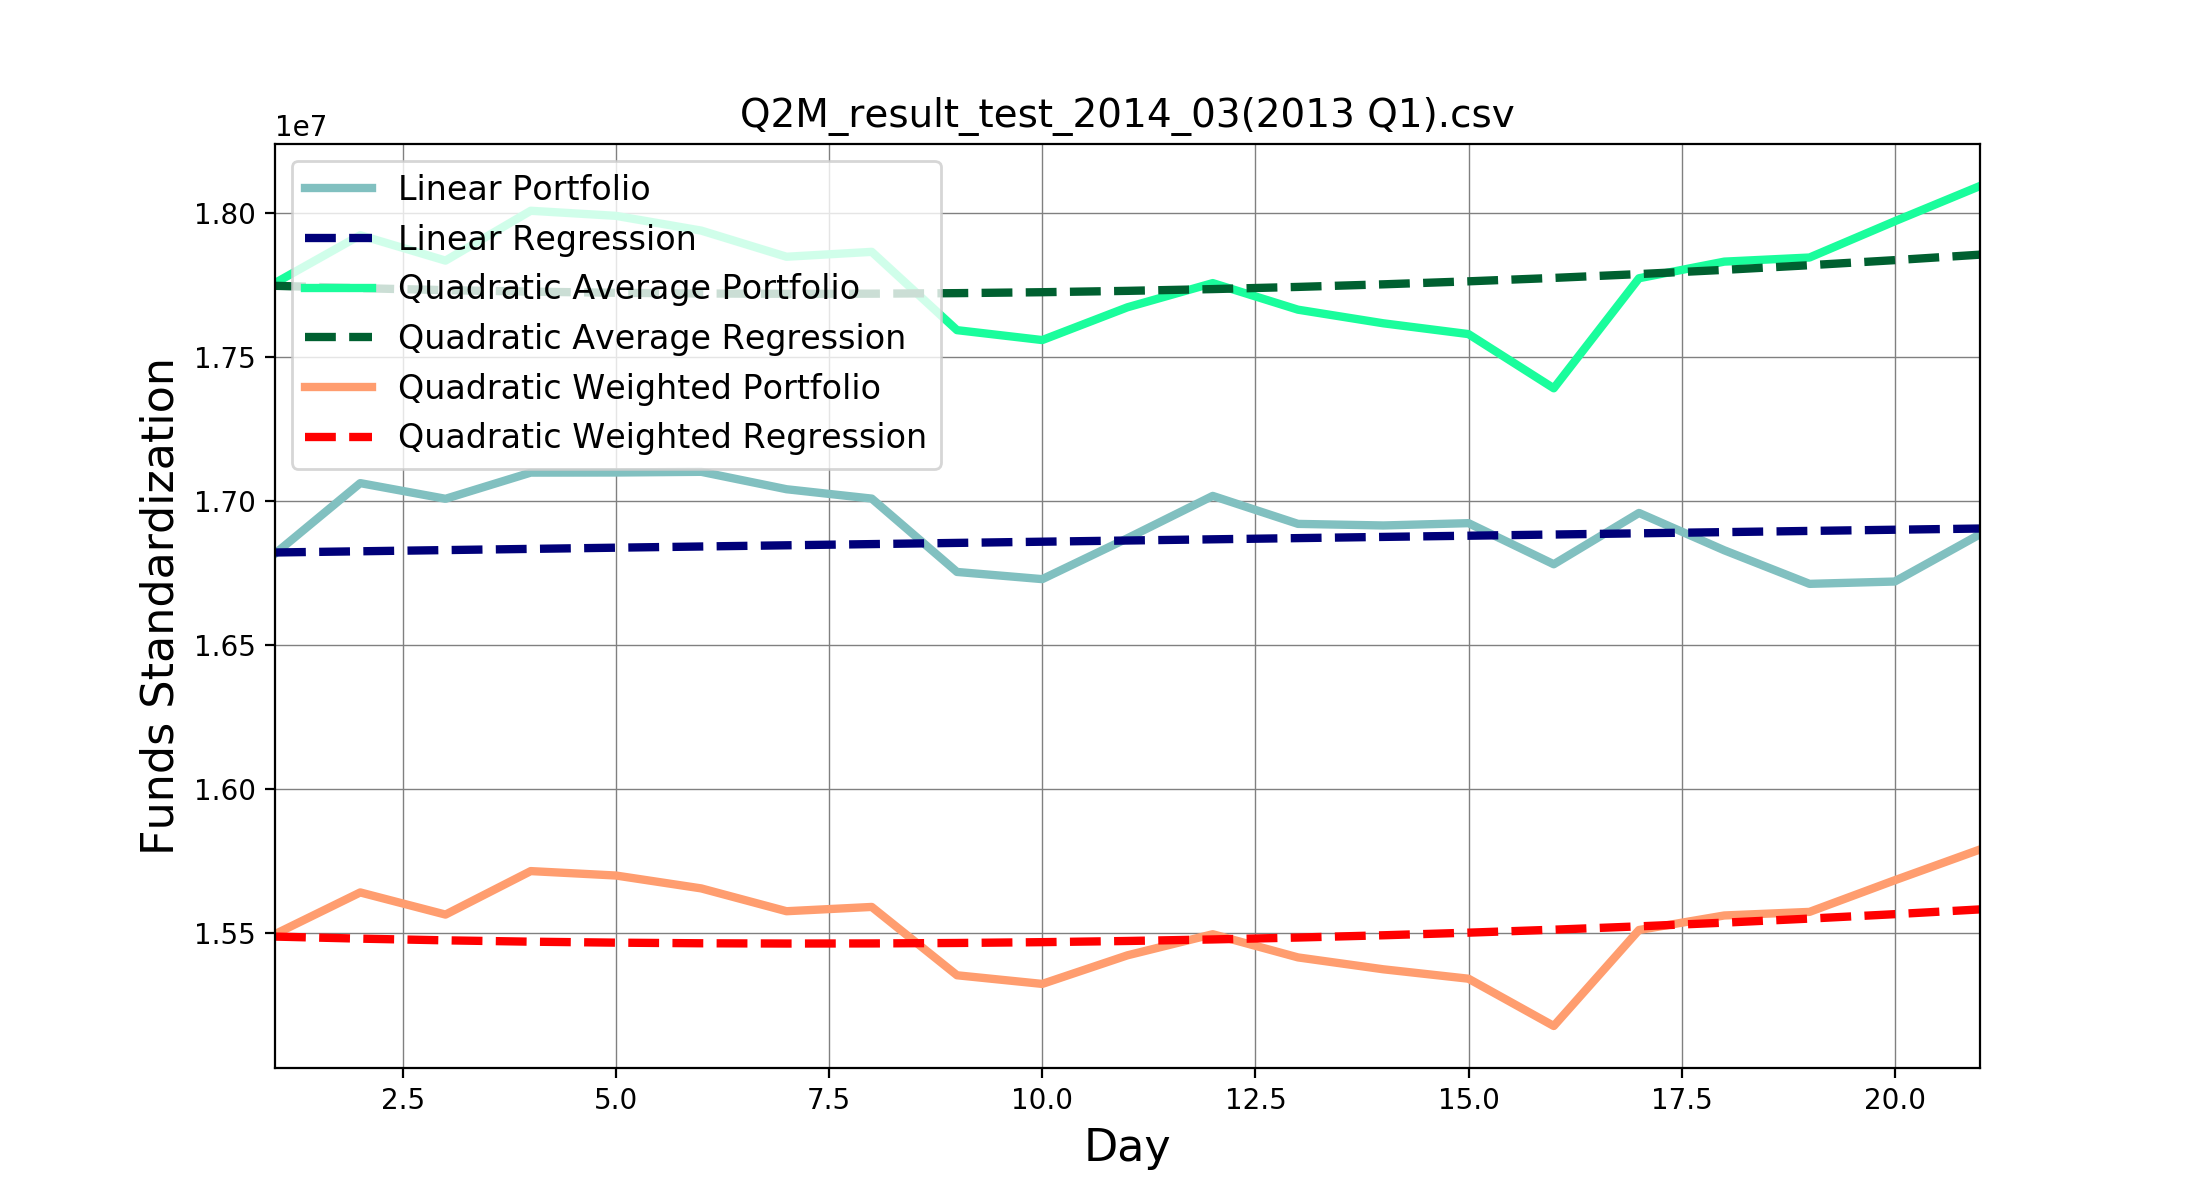 Q2M_result_test_2014_03(2013 Q1).csv
1e7
Linear Portfolio
Linear Regression
Quadratic Average Portfolio
Quadratic Average Regression
Quadratic Weighted Portfolio
Quadratic Weighted Regression
Funds Standardization
1.80
1.75
1.70
1.65
1.60
1.55
2.5 5.0 7.5 10.0 12.5 15.0 17.5 20.0
Day